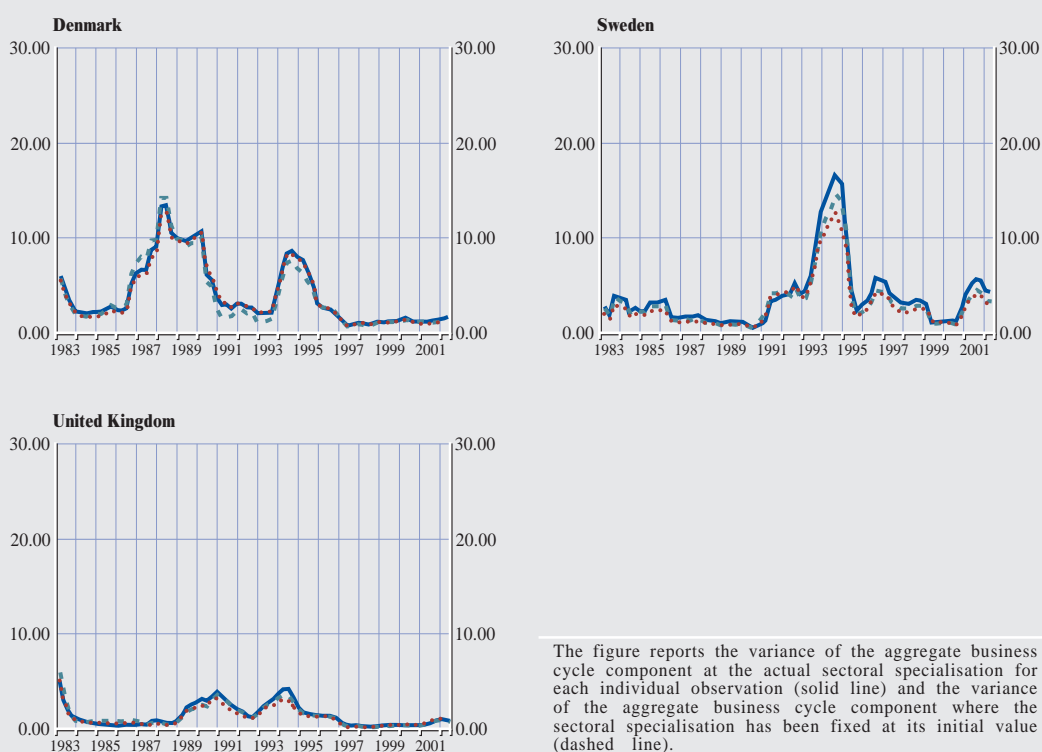 Denmark
30.00 30.00
20.00 20.00
10.00 10.00
0.00 0.00
1983 1985 1987 1989 1991 1993 1995 1997 1999 2001
Sweden
30.00 30.00
20.00 20.00
10.00 10.00
0.00 0.00
1983 1985 1987 1989 1991 1993 1995 1997 1999 2001
United Kingdom
30.00 30.00
20.00 20.00
10.00 10.00
0.00 0.00
1983 1985 1987 1989 1991 1993 1995 1997 1999 2001
The figure reports the variance of the aggregate business
cycle component at the actual sectoral specialisation for
each individual observation (solid line) and the variance
of the aggregate business cycle component where the
sectoral specialisation has been fixed at its initial value
(dashed line).